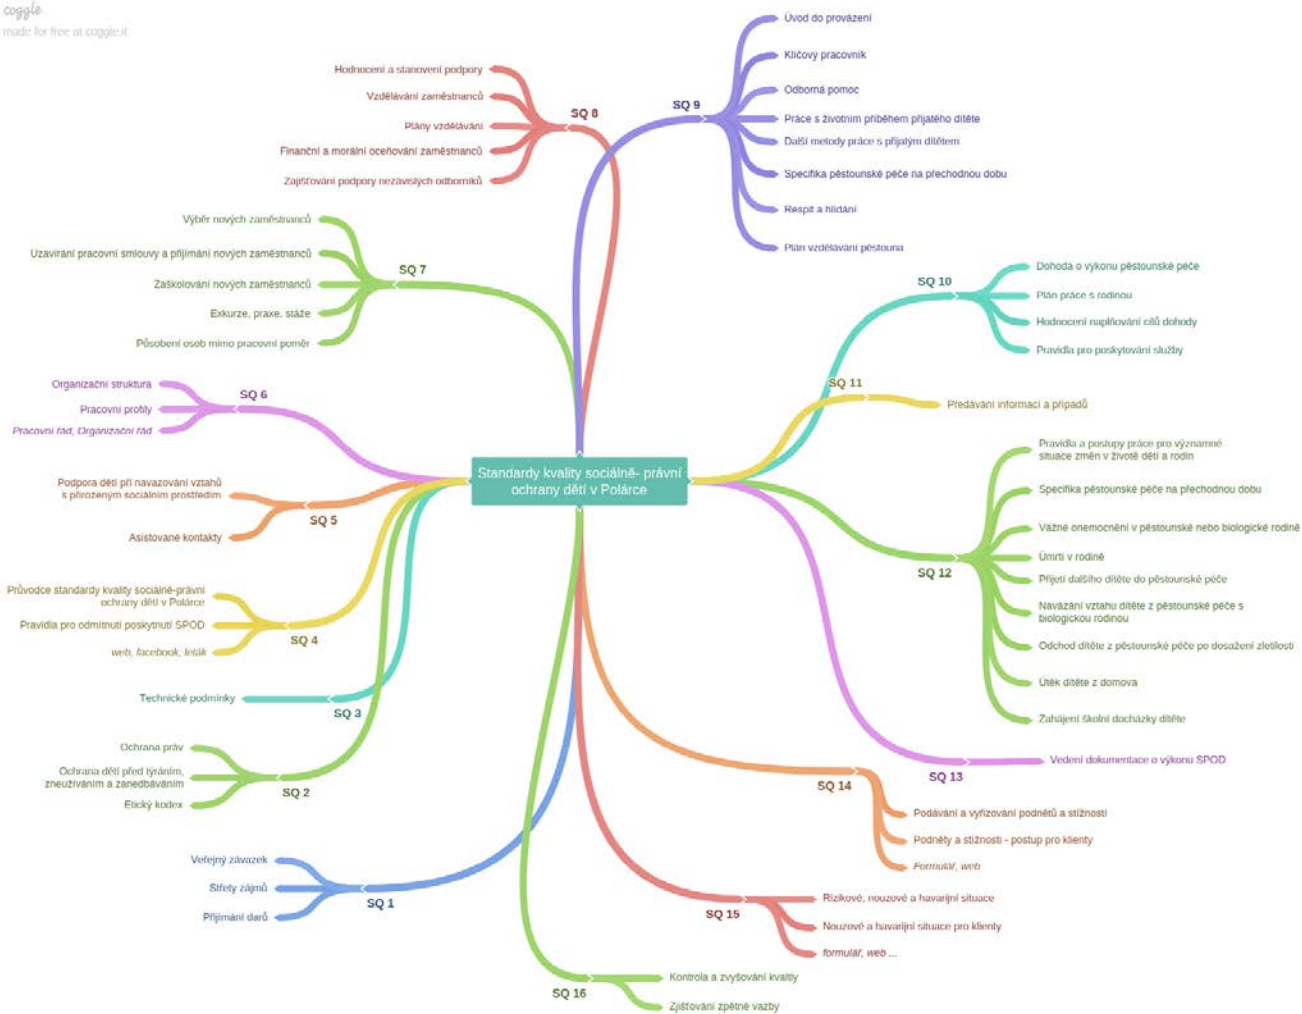 coggle
made for free at coggle.it
Standardy kvality sociálně- právní
ochrany dětí v Polárce
SQ 1
Veřejný závazek
Střety zájmů
Přijímání darů
SQ 2
Ochrana práv
Ochrana dětí před týráním,
zneužíváním a zanedbáváním
Etický kodex
SQ 3
Technické podmínky
SQ 4
Průvodce standardy kvality sociálně-právní
ochrany dětí v Polárce
Pravidla pro odmítnutí poskytnutí SPOD
web, facebook, leták
SQ 5
Podpora dětí při navazování vztahů
s přirozeným sociálním prostředím
Asistované kontakty
SQ 6
Organizační struktura
Pracovní profily
Pracovní řád, Organizační řád
SQ 7
Výběr nových zaměstnanců
Uzavírání pracovní smlouvy a přijímání nových zaměstnanců
Zaškolování nových zaměstnanců
Exkurze, praxe, stáže
Působení osob mimo pracovní poměr
SQ 8
Hodnocení a stanovení podpory
Vzdělávání zaměstnanců
Plány vzdělávání
Finanční a morální oceňování zaměstnanců
Zajišťování podpory nezávislých odborníků
SQ 9
Úvod do provázení
Klíčový pracovník
Odborná pomoc
Práce s životním příběhem přijatého dítěte
Další metody práce s přijatým dítětem
Specifika pěstounské péče na přechodnou dobu
Respit a hlídání
Plán vzdělávání pěstouna
SQ 10
Dohoda o výkonu pěstounské péče
Plán práce s rodinou
Hodnocení naplňování cílů dohody
Pravidla pro poskytování služby
SQ 11
Předávání informací a případů
SQ 12
Pravidla a postupy práce pro významné
situace změn v životě dětí a rodin
Specifika pěstounské péče na přechodnou dobu
Vážné onemocnění v pěstounské nebo biologické rodině
Úmrtí v rodině
Přijetí dalšího dítěte do pěstounské péče
Navázání vztahu dítěte z pěstounské péče s
biologickou rodinou
Odchod dítěte z pěstounské péče po dosažení zletilosti
Útěk dítěte z domova
Zahájení školní docházky dítěte
SQ 13
Vedení dokumentace o výkonu SPOD
SQ 14
Podávání a vyřizování podnětů a stížností
Podněty a stížnosti - postup pro klienty
Formulář, web
SQ 15
Rizikové, nouzové a havarijní situace
Nouzové a havarijní situace pro klienty
formulář, web ...
SQ 16
Kontrola a zvyšování kvality
Zjišťování zpětné vazby